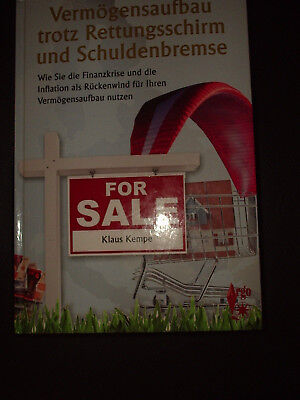 Vermögensaufbau
trotz Rettungsschirm
und Schuldenbremse
Wie Sie die Finanzkrise und die
Inflation als Rückenwind für Ihren
Vermögensaufbau nutzen
FOR
SALE
Klaus Kempe